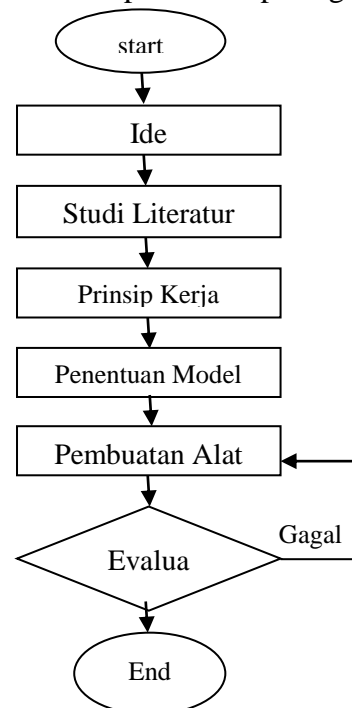 start
Ide
Studi Literatur
Prinsip Kerja
Penentuan Model
Pembuatan Alat
Gagal
Evalua
End